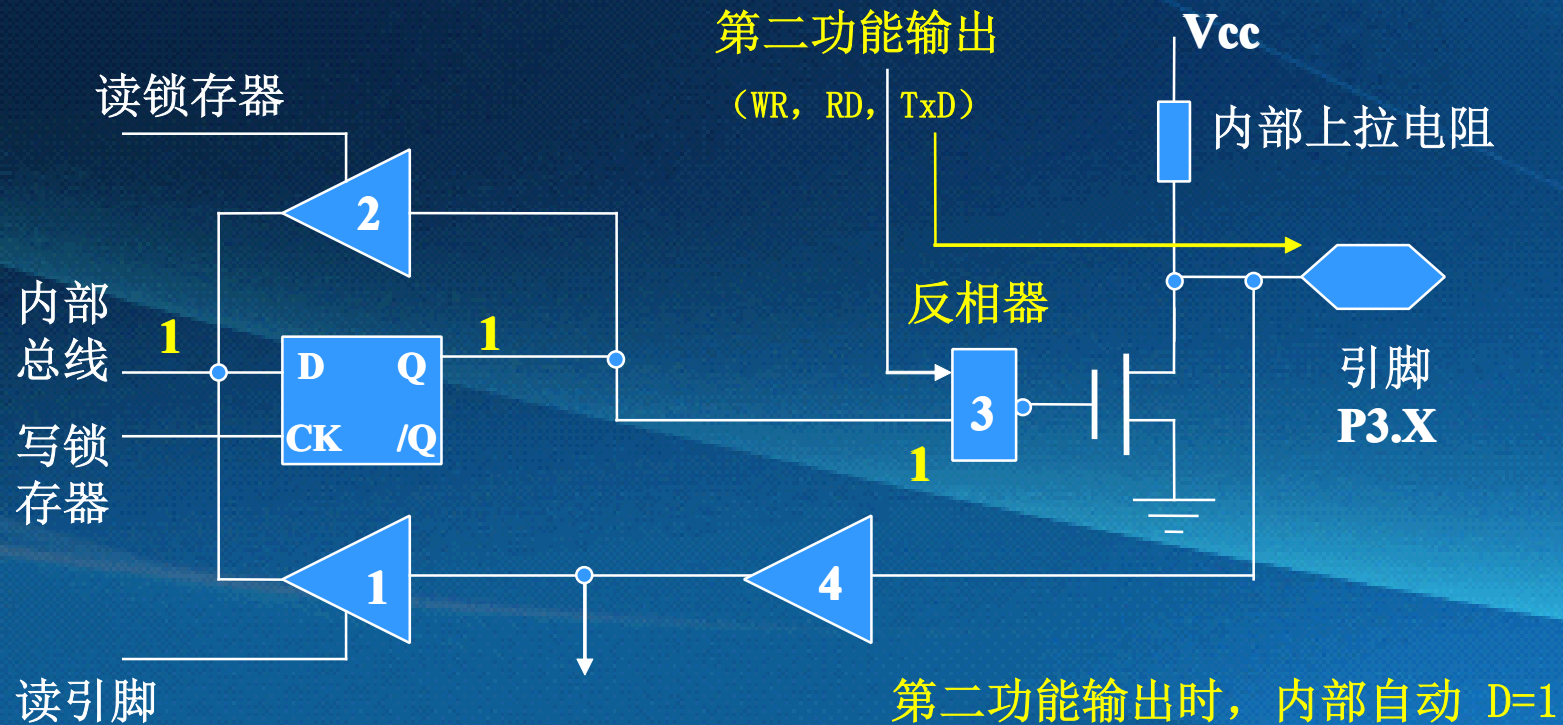 第二功能输出
（WR，RD，TxD）
Vcc
读锁存器
内部上拉电阻
2
内部
总线
1
D
Q
1
反相器
3
引脚
P3.X
写锁
存器
CK
/Q
1
1
4
读引脚
第二功能输出时，内部自动 D=1